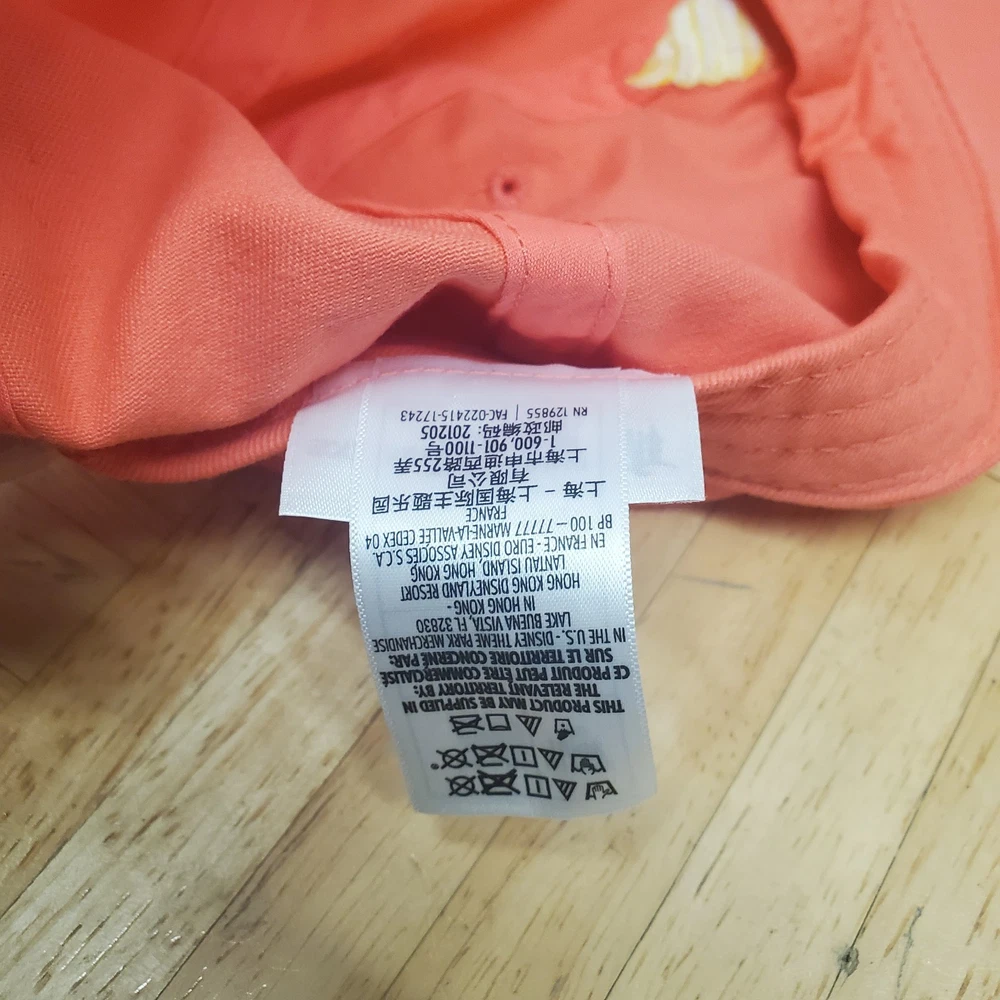 THIS PRODUCT MAY BE SUPPLIED IN
THE RELEVANT TERRITORY BY:
CE PRODUIT PEUT ÊTRE COMMERCIALISÉ
SUR LE TERRITOIRE CONCERNÉ PAR:
IN THE U.S. - DISNEY THEME PARK MERCHANDISE
LAKE BUENA VISTA, FL 32830
IN HONG KONG -
HONG KONG DISNEYLAND RESORT
LANTAU ISLAND, HONG KONG
EN FRANCE - EURO DISNEY ASSOCIES S.C.A.
BP 100 – 77777 MARNE-LA-VALLÉE CEDEX 04
FRANCE
上海 - 上海国际主题乐园
有限公司
上海市申迪西路255弄
1-600, 901-1100号
邮政编码: 201205
RN 129855 | FAC-022415-17243